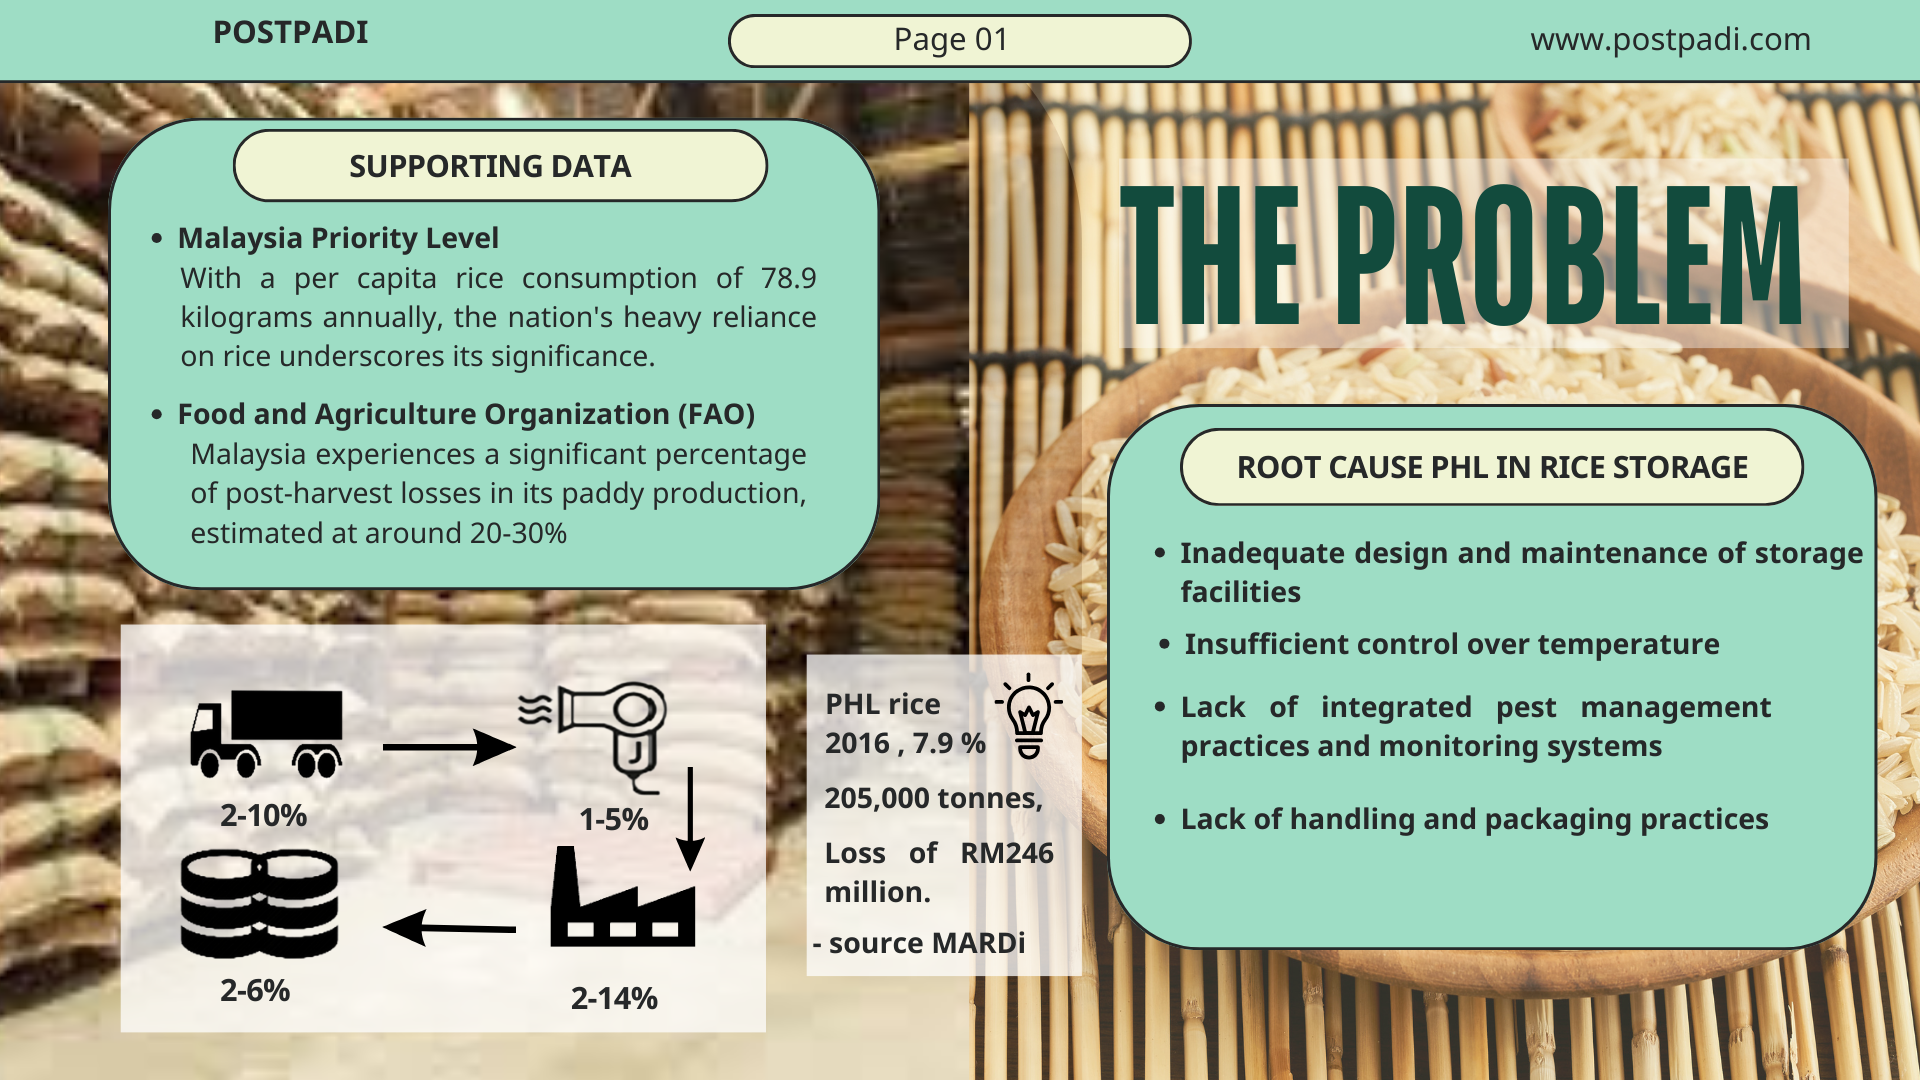 POSTPADI
Page 01
www.postpadi.com
SUPPORTING DATA
• Malaysia Priority Level
With a per capita rice consumption of 78.9
kilograms annually, the nation's heavy reliance
on rice underscores its significance.
• Food and Agriculture Organization (FAO)
Malaysia experiences a significant percentage
of post-harvest losses in its paddy production,
estimated at around 20-30%
2-10%
1-5%
2-6%
2-14%
PHL rice
2016 , 7.9 %
205,000 tonnes,
Loss of RM246
million.
- source MARDi
THE PROBLEM
ROOT CAUSE PHL IN RICE STORAGE
• Inadequate design and maintenance of storage
facilities
• Insufficient control over temperature
• Lack of integrated pest management
practices and monitoring systems
• Lack of handling and packaging practices